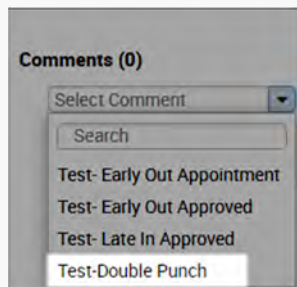 Comments (0)
Select Comment
Search
Test- Early Out Appointment
Test- Early Out Approved
Test- Late In Approved
Test-Double Punch